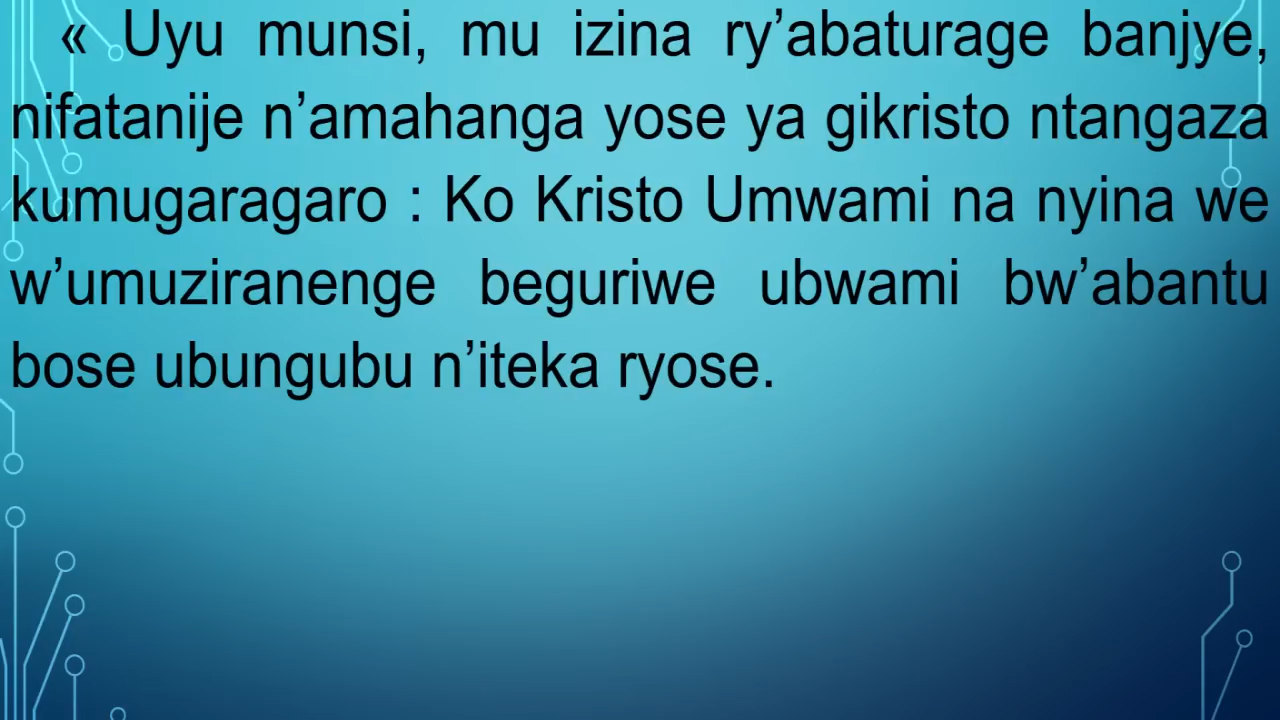 « Uyu munsi, mu izina ry’abaturage banjye,
nifatanije n’amahanga yose ya gikristo ntangaza
kumugaragaro : Ko Kristo Umwami na nyina we
w’umuziranenge beguriwe ubwami bw’abantu
bose ubungubu n’iteka ryose.